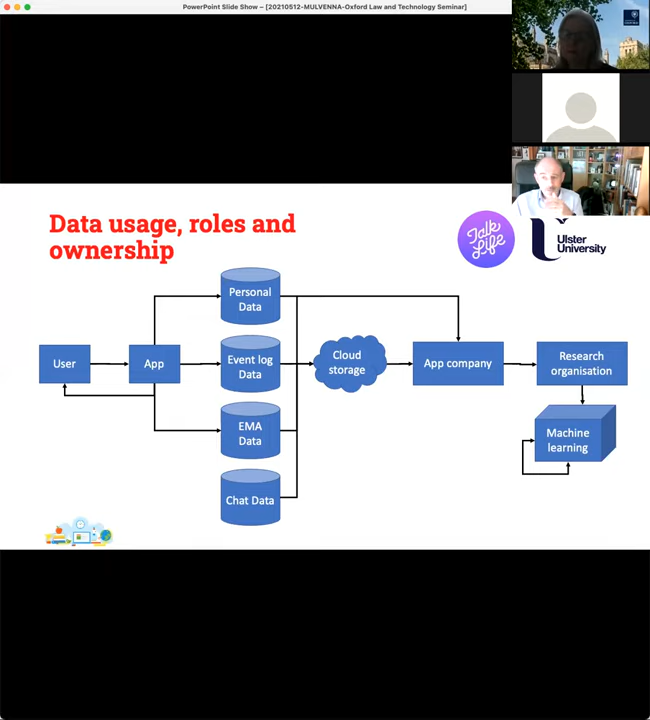 PowerPoint Slide Show – [20210512-MULVENNA-Oxford Law and Technology Seminar]
Data usage, roles and
ownership
Talk
Life
Ulster
University
Personal
Data
User
App
Event log
Data
Cloud
storage
App company
Research
organisation
EMA
Data
Machine
learning
Chat Data